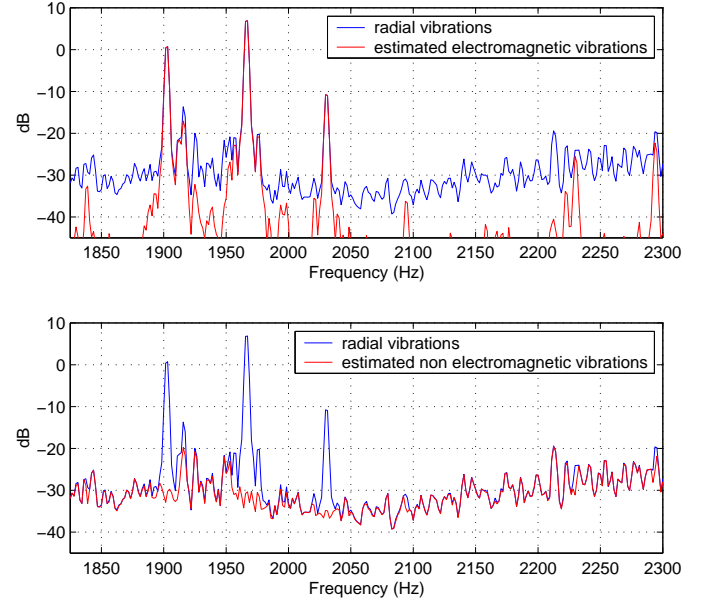 10
0
−10
−20
−30
−40
dB
radial vibrations
estimated electromagnetic vibrations
1850 1900 1950 2000 2050 2100 2150 2200 2250 2300
Frequency (Hz)
10
0
−10
−20
−30
−40
dB
radial vibrations
estimated non electromagnetic vibrations
1850 1900 1950 2000 2050 2100 2150 2200 2250 2300
Frequency (Hz)